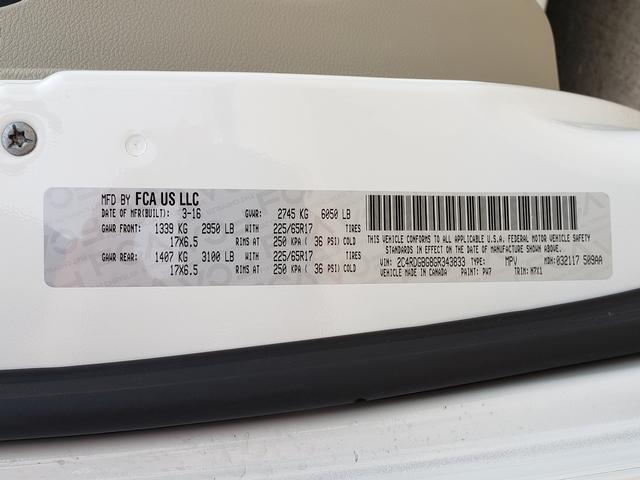 MFD BY FCA US LLC
DATE OF MFR(BUILT): 3-16 GVWR: 2745 KG 6050 LB
GAWR FRONT: 1339 KG 2950 LB WITH 225/65R17 TIRES
17X6.5 RIMS AT 250 KPA ( 36 PSI) COLD
GAWR REAR: 1407 KG 3100 LB WITH 225/65R17 TIRES
17X6.5 RIMS AT 250 KPA ( 36 PSI) COLD
THIS VEHICLE CONFORMS TO ALL APPLICABLE U.S.A. FEDERAL MOTOR VEHICLE SAFETY
STANDARDS IN EFFECT ON THE DATE OF MANUFACTURE SHOWN ABOVE.
VIN: 2C4RDGBG8GR343833 TYPE: MPV MDH: 032117 509AA
VEHICLE MADE IN CANADA PAINT: PW7 TRIM: M7X1